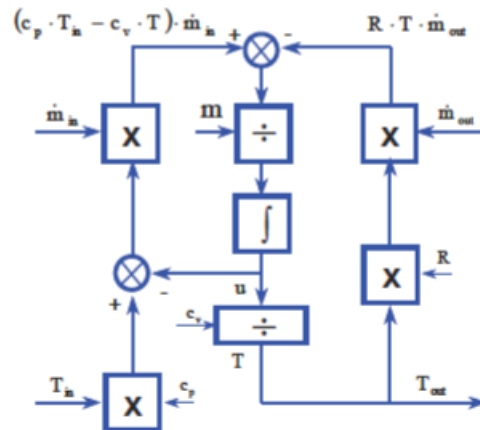 (c_p · T_in − c_v · T) · ṁ_in + - R · T · ṁ_out
ṁ_in X m ÷ X ṁ_out
∫
- u X R
+ c_v ÷
T
T_in X c_p T_out